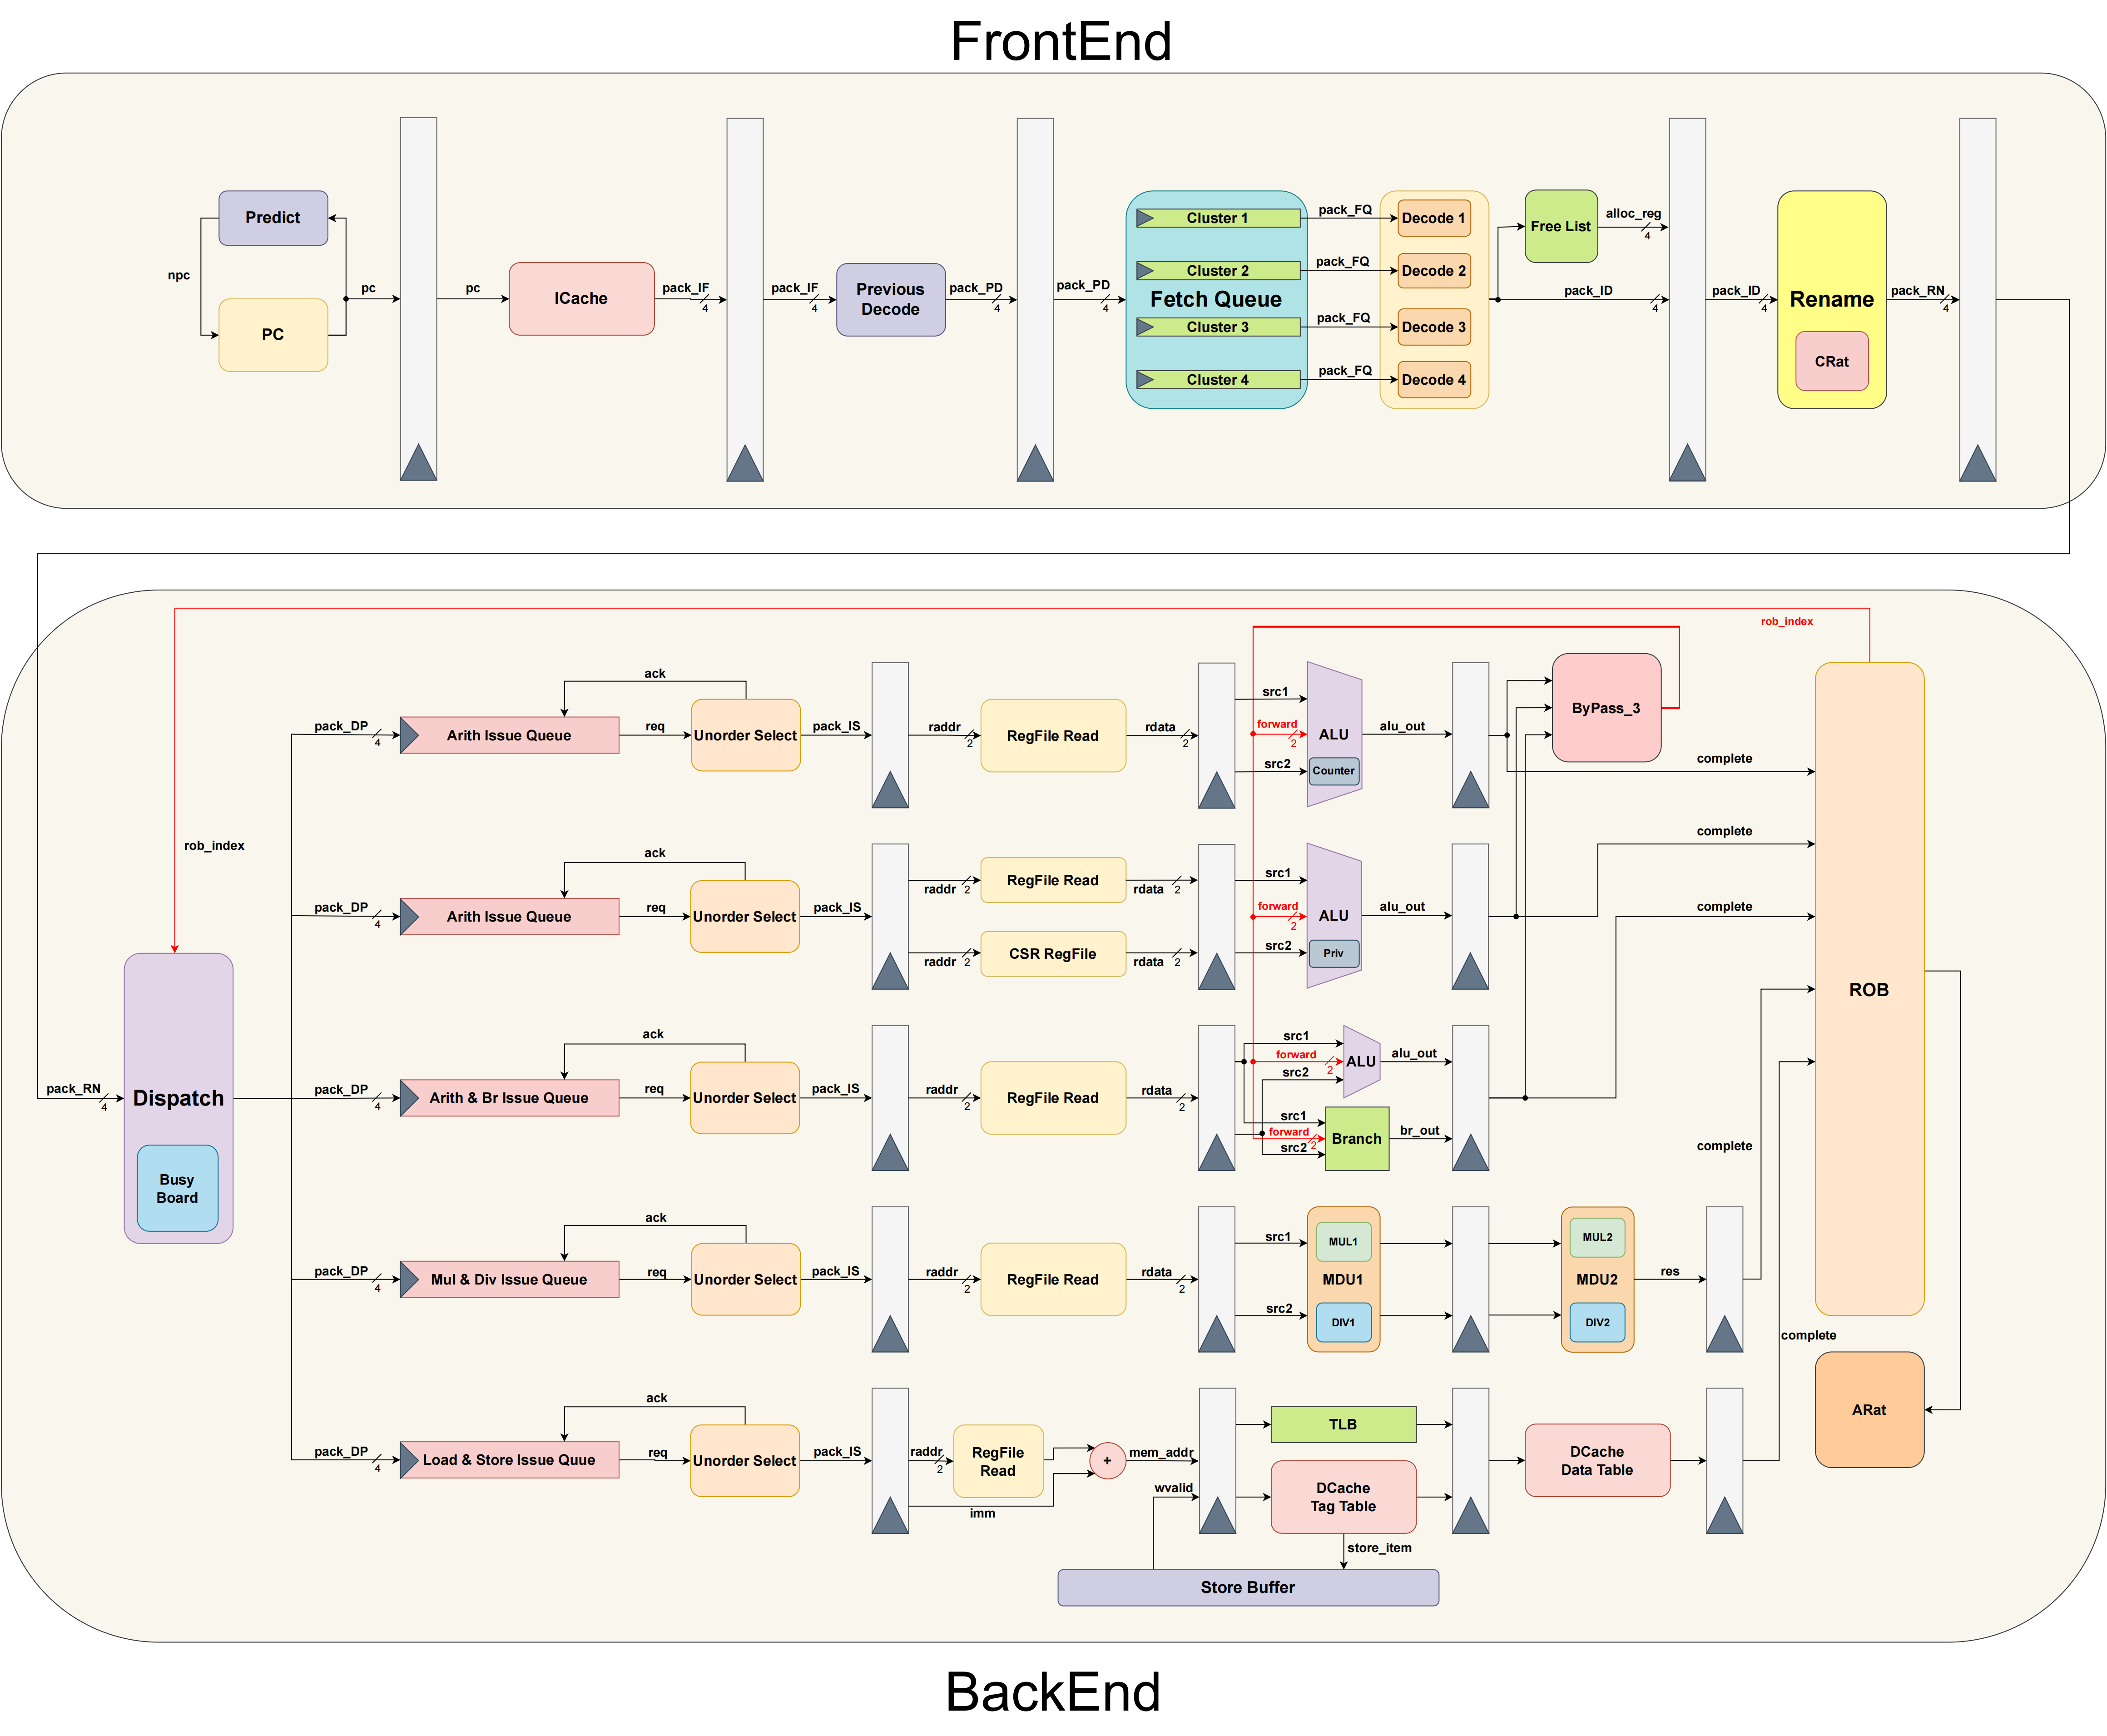 FrontEnd
Predict
npc
PC
pc
pc
ICache
pack_IF
4
pack_IF
4
Previous
Decode
pack_PD
4
pack_PD
4
Fetch Queue
Cluster 1
Cluster 2
Cluster 3
Cluster 4
pack_FQ
pack_FQ
pack_FQ
pack_FQ
Decode 1
Decode 2
Decode 3
Decode 4
Free List
alloc_reg
4
pack_ID
4
pack_ID
4
Rename
CRat
pack_RN
4
rob_index
rob_index
pack_RN
4
Dispatch
Busy
Board
pack_DP
4
Arith Issue Queue
ack
req
Unorder Select
pack_IS
raddr
2
RegFile Read
rdata
2
src1
forward
2
src2
ALU
Counter
alu_out
ByPass_3
complete
pack_DP
4
Arith Issue Queue
ack
req
Unorder Select
pack_IS
raddr
2
RegFile Read
rdata
2
raddr
2
CSR RegFile
rdata
2
src1
forward
2
src2
ALU
Priv
alu_out
complete
complete
pack_DP
4
Arith & Br Issue Queue
ack
req
Unorder Select
pack_IS
raddr
2
RegFile Read
rdata
2
src1
forward
2
src2
ALU
alu_out
src1
forward
2
src2
Branch
br_out
complete
ROB
pack_DP
4
Mul & Div Issue Queue
ack
req
Unorder Select
pack_IS
raddr
2
RegFile Read
rdata
2
src1
src2
MUL1
MDU1
DIV1
MUL2
MDU2
DIV2
res
complete
pack_DP
4
Load & Store Issue Quue
ack
req
Unorder Select
pack_IS
raddr
2
RegFile
Read
imm
+
mem_addr
wvalid
TLB
DCache
Tag Table
store_item
Store Buffer
DCache
Data Table
ARat
BackEnd